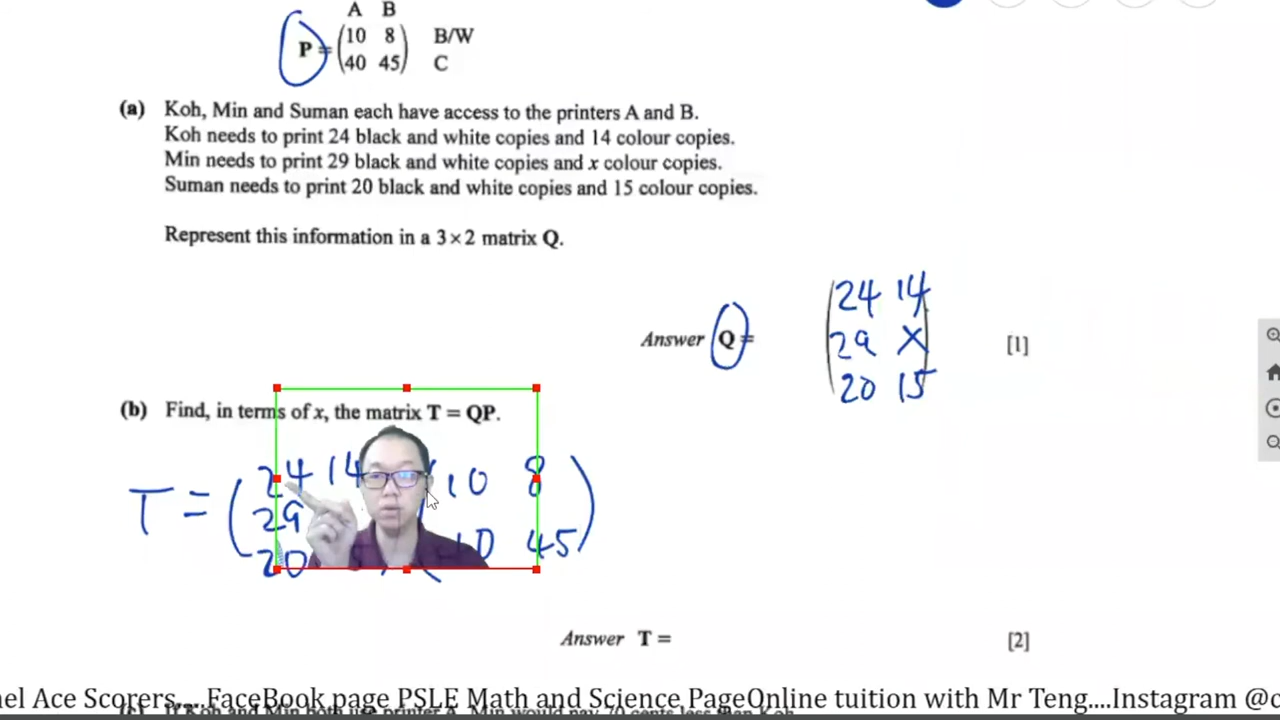 A B
P = (10 8) B/W
(40 45) C
(a) Koh, Min and Suman each have access to the printers A and B.
Koh needs to print 24 black and white copies and 14 colour copies.
Min needs to print 29 black and white copies and x colour copies.
Suman needs to print 20 black and white copies and 15 colour copies.
Represent this information in a 3×2 matrix Q.
24 14
Answer Q = 29 x [1]
20 15
(b) Find, in terms of x, the matrix T = QP.
24 14 10 8
T = 29
20 45
Answer T = [2]
Ace Scorers....FaceBook page PSLE Math and Science PageOnline tuition with Mr Teng....Instagram